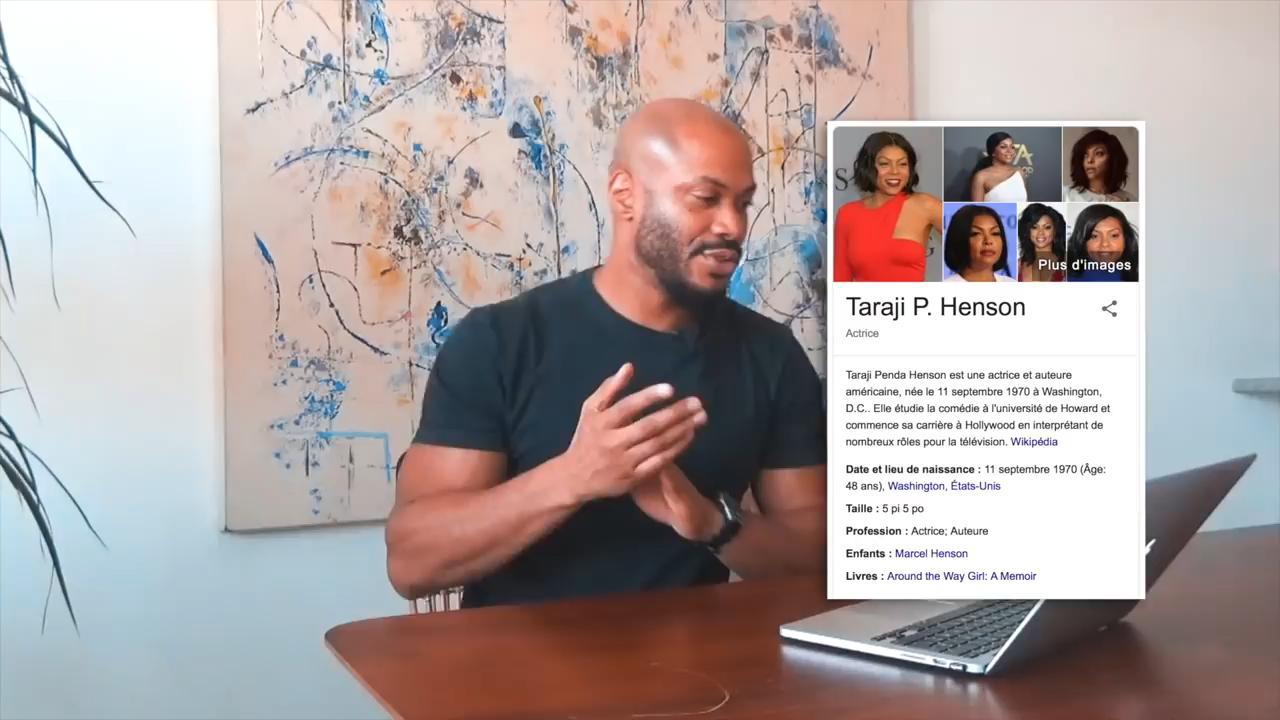 Plus d'images
Taraji P. Henson
Actrice
Taraji Penda Henson est une actrice et auteure
américaine, née le 11 septembre 1970 à Washington,
D.C.. Elle étudie la comédie à l'université de Howard et
commence sa carrière à Hollywood en interprétant de
nombreux rôles pour la télévision. Wikipédia
Date et lieu de naissance : 11 septembre 1970 (Âge:
48 ans), Washington, États-Unis
Taille : 5 pi 5 po
Profession : Actrice; Auteure
Enfants : Marcel Henson
Livres : Around the Way Girl: A Memoir